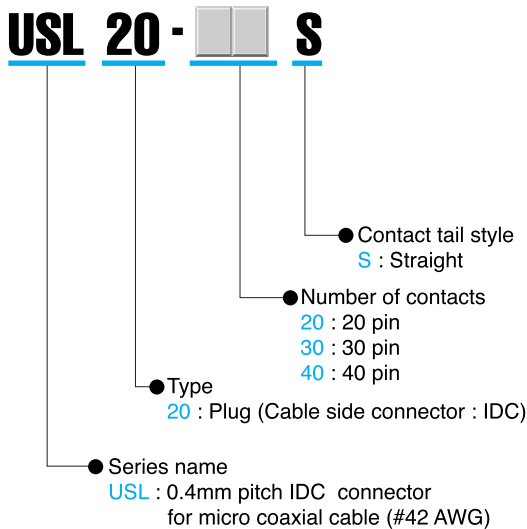 USL 20 - S
Contact tail style
S : Straight
Number of contacts
20 : 20 pin
30 : 30 pin
40 : 40 pin
Type
20 : Plug (Cable side connector : IDC)
Series name
USL : 0.4mm pitch IDC connector
for micro coaxial cable (#42 AWG)